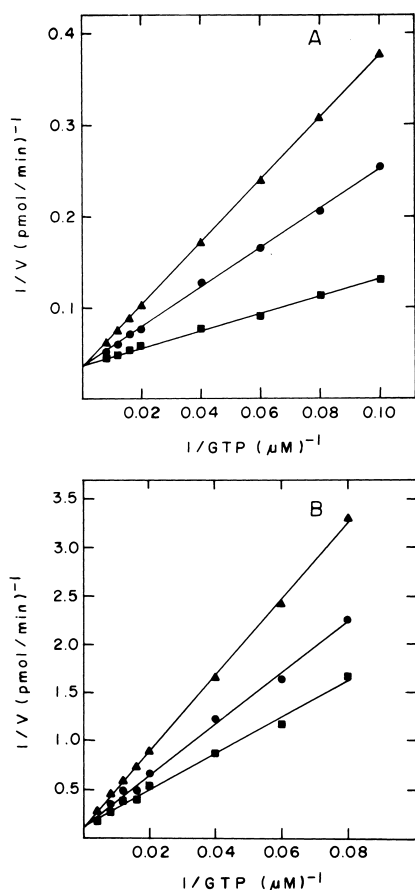 A
0.4
0.3
0.2
0.1
1/V (pmol/min)⁻¹
0.02 0.04 0.06 0.08 0.10
1/GTP (μM)⁻¹
B
3.5
3.0
2.5
2.0
1.5
1.0
0.5
1/V (pmol/min)⁻¹
0.02 0.04 0.06 0.08
1/GTP (μM)⁻¹